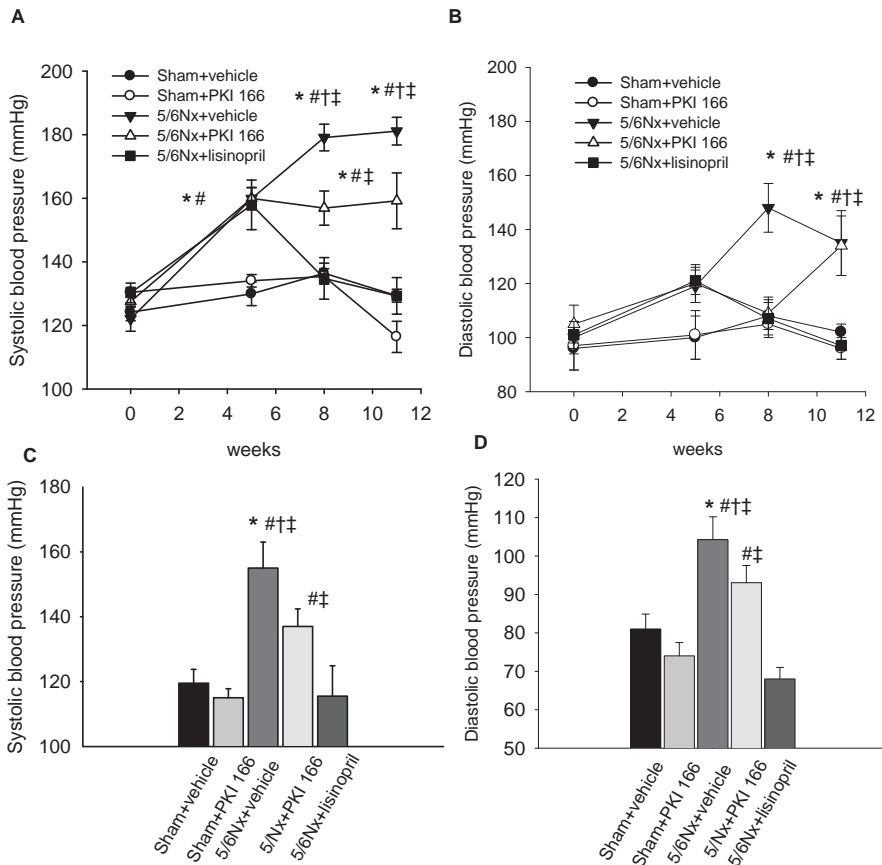 A
Systolic blood pressure (mmHg)
200
180
160
140
120
100
Sham+vehicle
Sham+PKI 166
5/6Nx+vehicle
5/6Nx+PKI 166
5/6Nx+lisinopril
* #
* #†‡
* #†‡
*#‡
0 2 4 6 8 10 12
weeks
B
Diastolic blood pressure (mmHg)
200
180
160
140
120
100
80
Sham+vehicle
Sham+PKI 166
5/6Nx+vehicle
5/6Nx+PKI 166
5/6Nx+lisinopril
* #†‡
* #†‡
0 2 4 6 8 10 12
weeks
C
Systolic blood pressure (mmHg)
180
160
140
120
100
* #†‡
#‡
Sham+vehicle
Sham+PKI 166
5/6Nx+vehicle
5/Nx+PKI 166
5/6Nx+lisinopril
D
Diastolic blood pressure (mmHg)
120
110
100
90
80
70
60
50
* #†‡
#‡
Sham+vehicle
Sham+PKI 166
5/6Nx+vehicle
5/Nx+PKI 166
5/6Nx+lisinopril